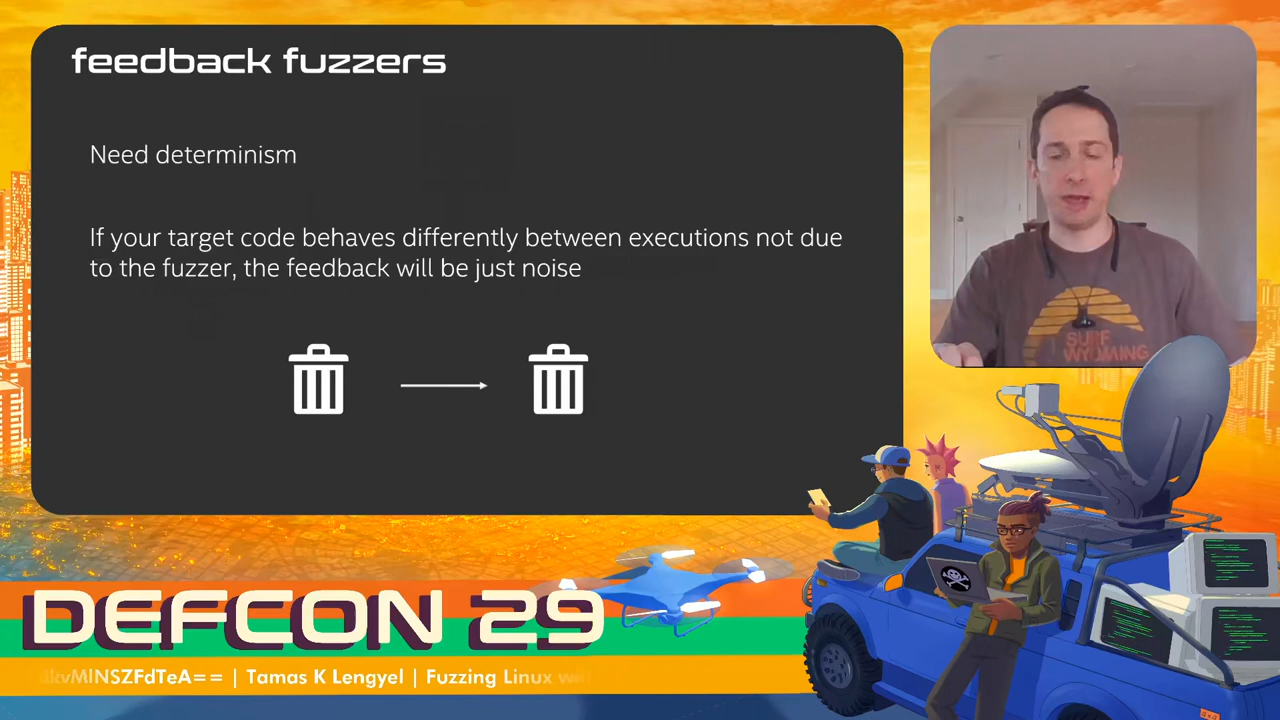 feedback fuzzers
Need determinism
If your target code behaves differently between executions not due
to the fuzzer, the feedback will be just noise
SURF
WYOMING
DEFCON 29
MlNSZFdTeA== | Tamas K Lengyel | Fuzzing Linux